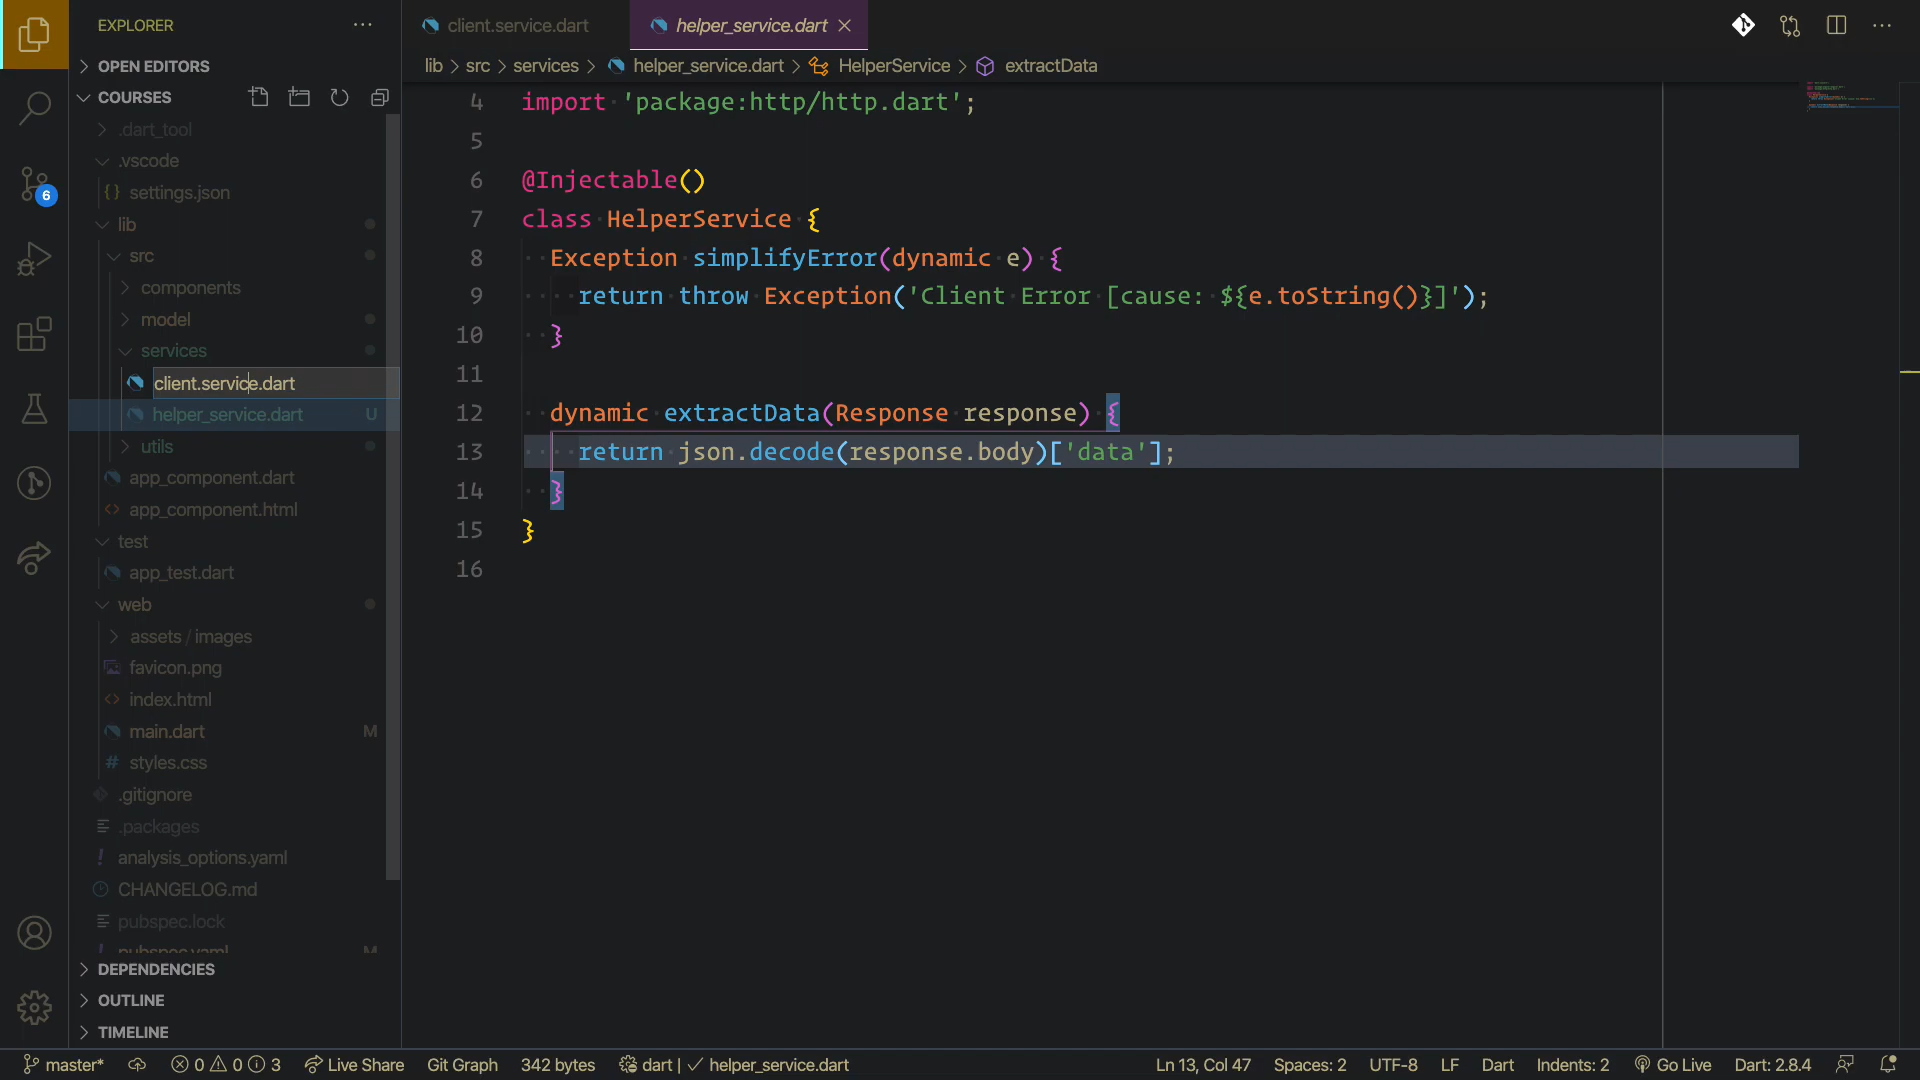 EXPLORER
OPEN EDITORS
COURSES
.dart_tool
.vscode
{} settings.json
lib
src
components
model
services
client.service.dart
helper_service.dart U
utils
app_component.dart
<> app_component.html
test
app_test.dart
web
assets / images
favicon.png
<> index.html
main.dart M
# styles.css
.gitignore
.packages
! analysis_options.yaml
CHANGELOG.md
pubspec.lock
! pubspec.yaml M
DEPENDENCIES
OUTLINE
TIMELINE
6
client.service.dart
helper_service.dart
lib > src > services > helper_service.dart > HelperService > extractData
4 import 'package:http/http.dart';
5
6 @Injectable()
7 class HelperService {
8 Exception simplifyError(dynamic e) {
9 return throw Exception('Client Error [cause: ${e.toString()}]');
10 }
11
12 dynamic extractData(Response response) {
13 return json.decode(response.body)['data'];
14 }
15 }
16
master* 0 0 3 Live Share Git Graph 342 bytes dart | ✓ helper_service.dart Ln 13, Col 47 Spaces: 2 UTF-8 LF Dart Indents: 2 Go Live Dart: 2.8.4